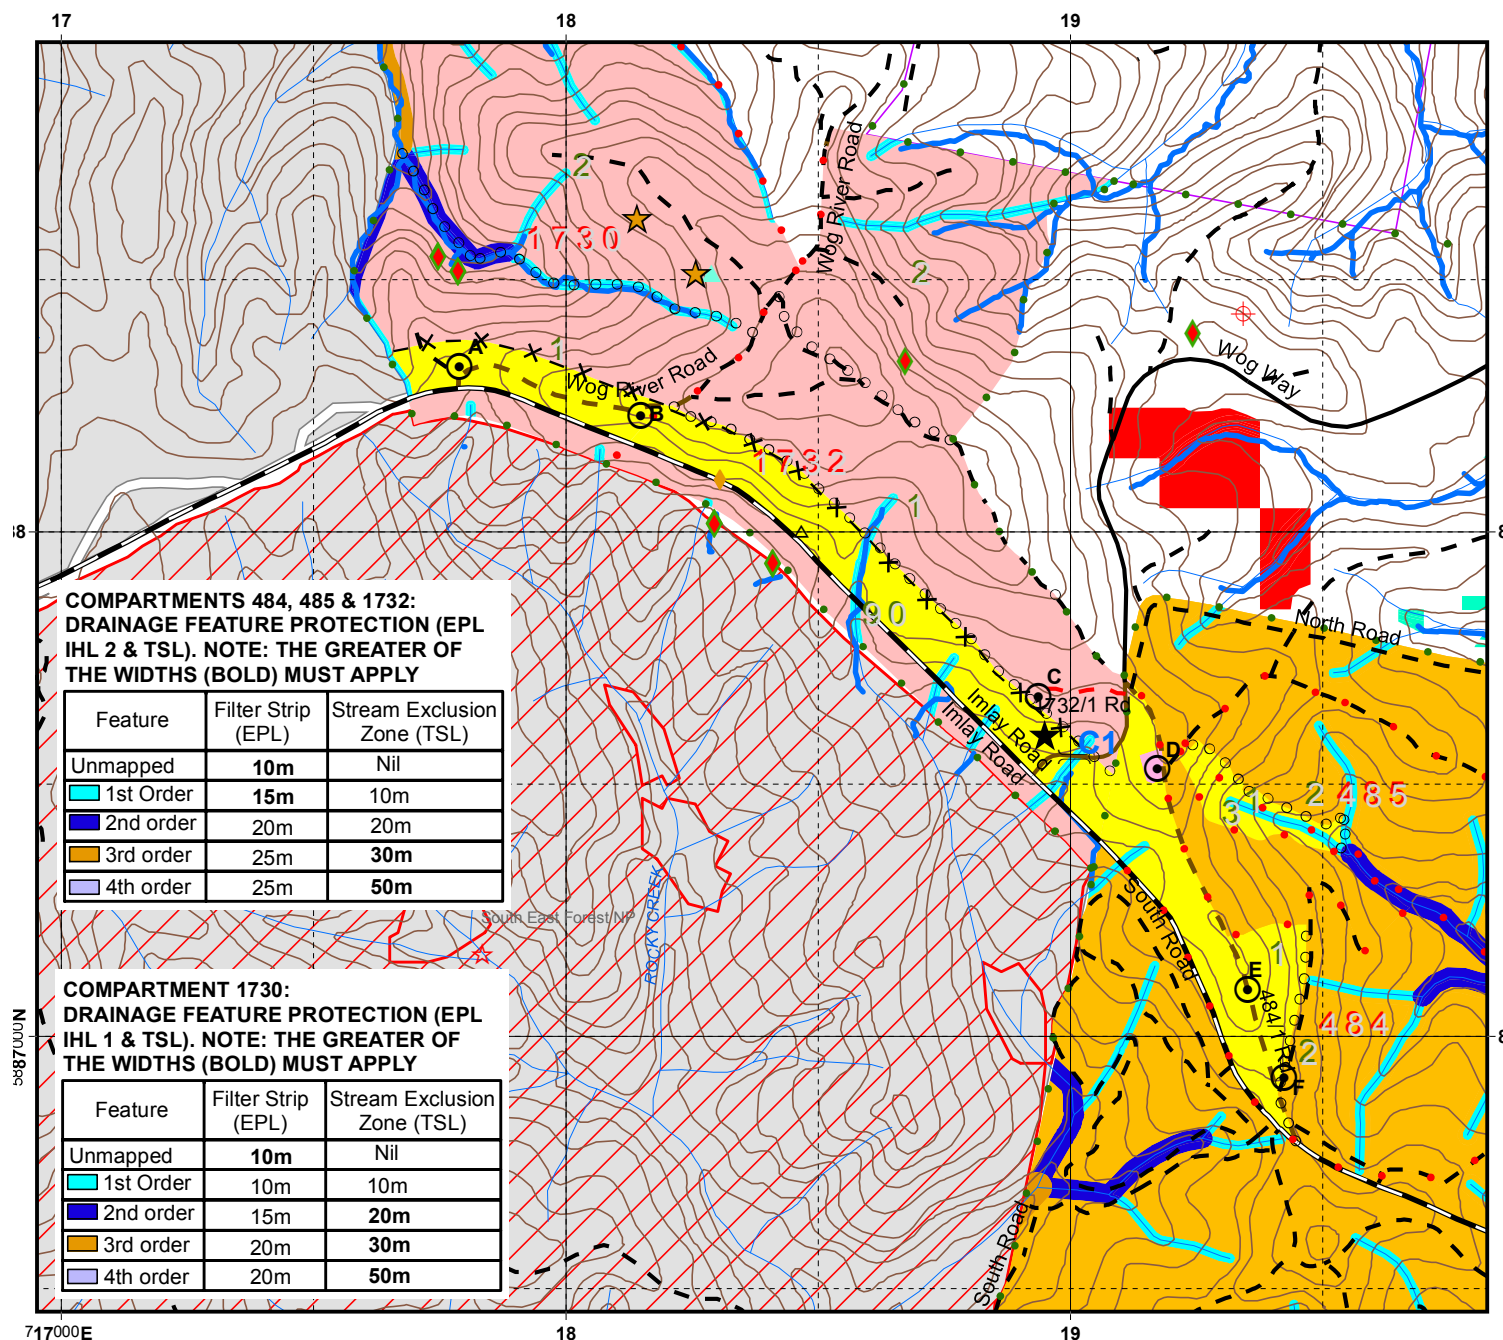 17 18 19
2
1730
Wog River Road
2
Wog Way
A
1
Wog River Road
B
1732
1
88
8
90
North Road
COMPARTMENTS 484, 485 & 1732:
DRAINAGE FEATURE PROTECTION (EPL
IHL 2 & TSL). NOTE: THE GREATER OF
THE WIDTHS (BOLD) MUST APPLY
Feature Filter Strip (EPL) Stream Exclusion Zone (TSL)
Unmapped 10m Nil
1st Order 15m 10m
2nd order 20m 20m
3rd order 25m 30m
4th order 25m 50m
C
1732/1 Rd
C1
Imlay Road
Imlay Road
D
2
485
3
1
South Road
South East Forest NP
ROCKY CREEK
1
E
484/1 Rd
484
2
F
5887000N
8
COMPARTMENT 1730:
DRAINAGE FEATURE PROTECTION (EPL
IHL 1 & TSL). NOTE: THE GREATER OF
THE WIDTHS (BOLD) MUST APPLY
Feature Filter Strip (EPL) Stream Exclusion Zone (TSL)
Unmapped 10m Nil
1st Order 10m 10m
2nd order 15m 20m
3rd order 20m 30m
4th order 20m 50m
South Road
717000E 18 19